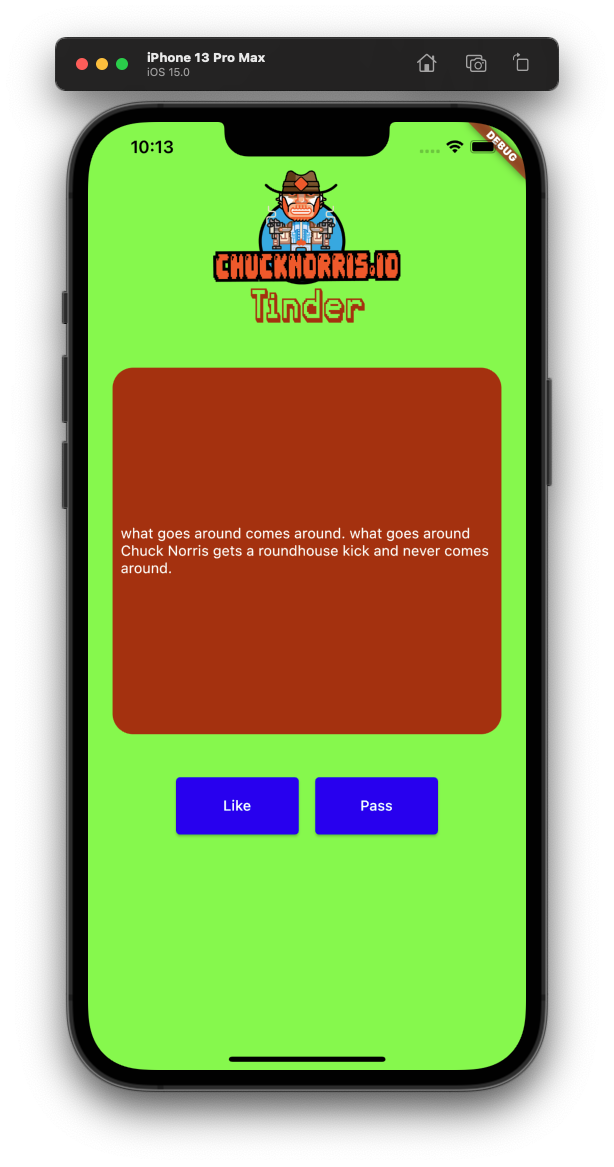 iPhone 13 Pro Max
iOS 15.0
10:13
DEBUG
CHUCKNORRIS.IO
Tinder
what goes around comes around. what goes around
Chuck Norris gets a roundhouse kick and never comes
around.
Like
Pass